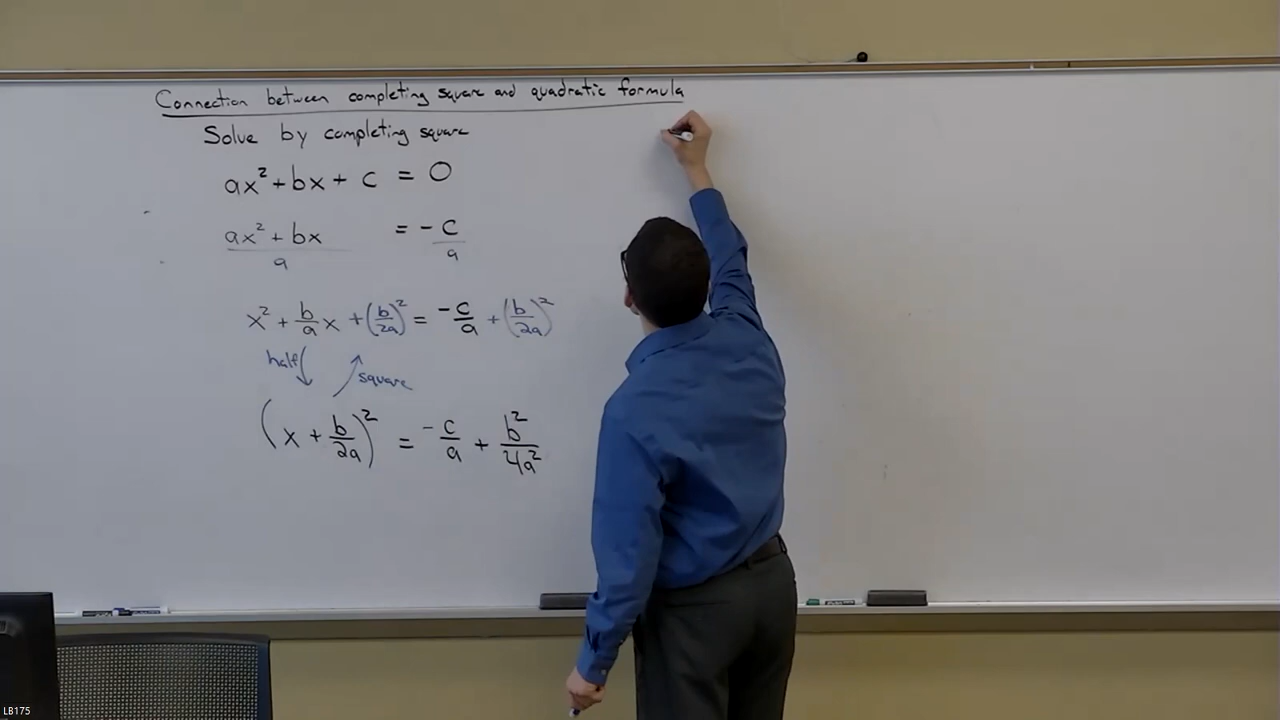 Connection between completing square and quadratic formula
Solve by completing square
ax² + bx + c = 0
(ax² + bx)/a = -c/a
x² + b/a x + (b/2a)² = -c/a + (b/2a)²
half square
(x + b/2a)² = -c/a + b²/4a²
LB175